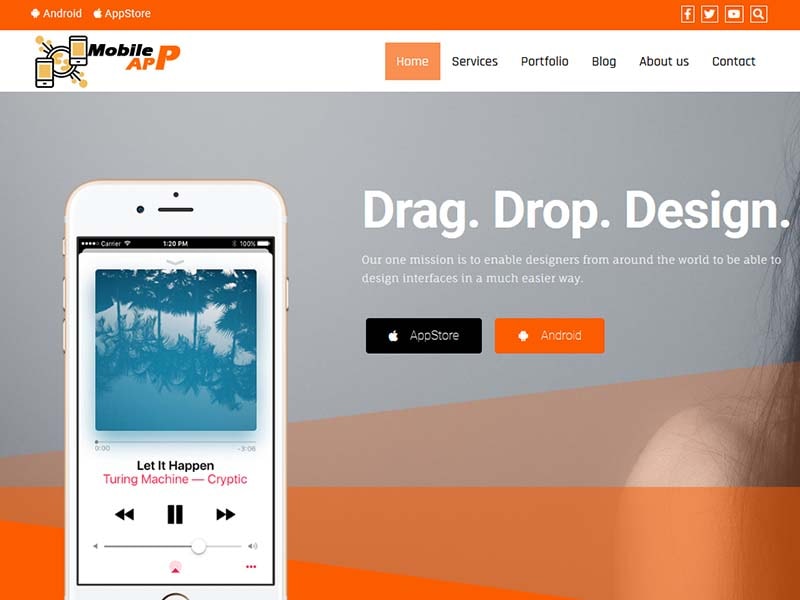 Android AppStore
Mobile
APP
Home Services Portfolio Blog About us Contact
Drag. Drop. Design.
Our one mission is to enable designers from around the world to be able to
design interfaces in a much easier way.
AppStore Android
Carrier 1:20 PM 100%
0:00 -3:06
Let It Happen
Turing Machine — Cryptic